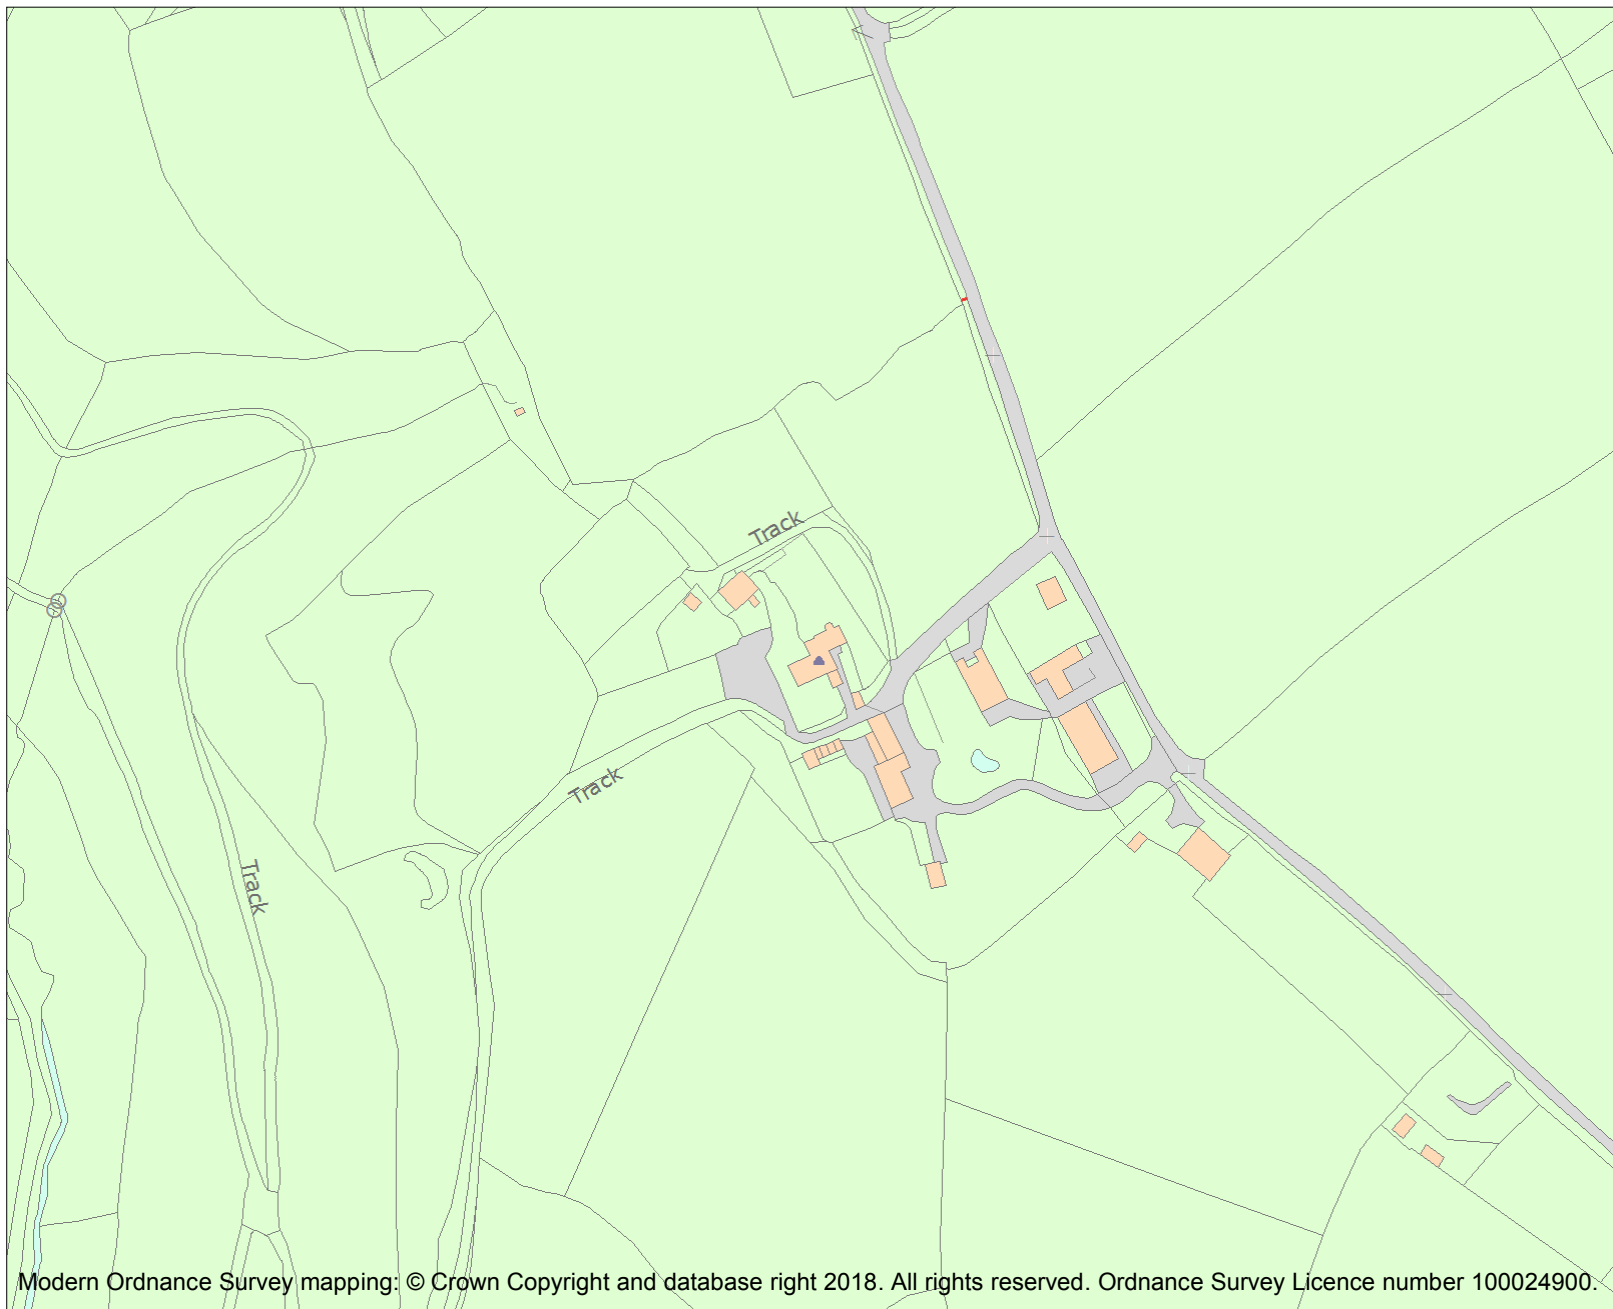 Track
Track
Track
Modern Ordnance Survey mapping: © Crown Copyright and database right 2018. All rights reserved. Ordnance Survey Licence number 100024900.